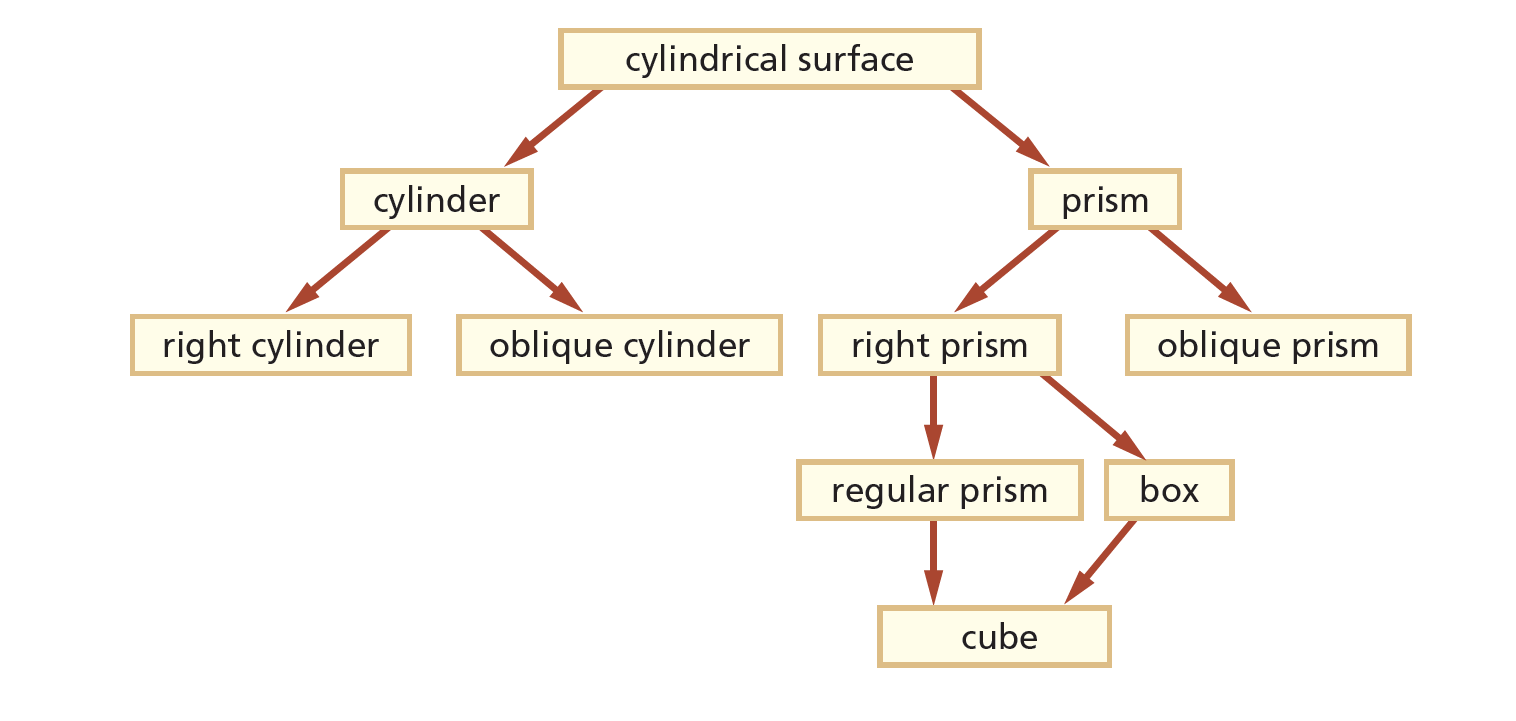 cylindrical surface
cylinder
prism
right cylinder
oblique cylinder
right prism
oblique prism
regular prism
box
cube